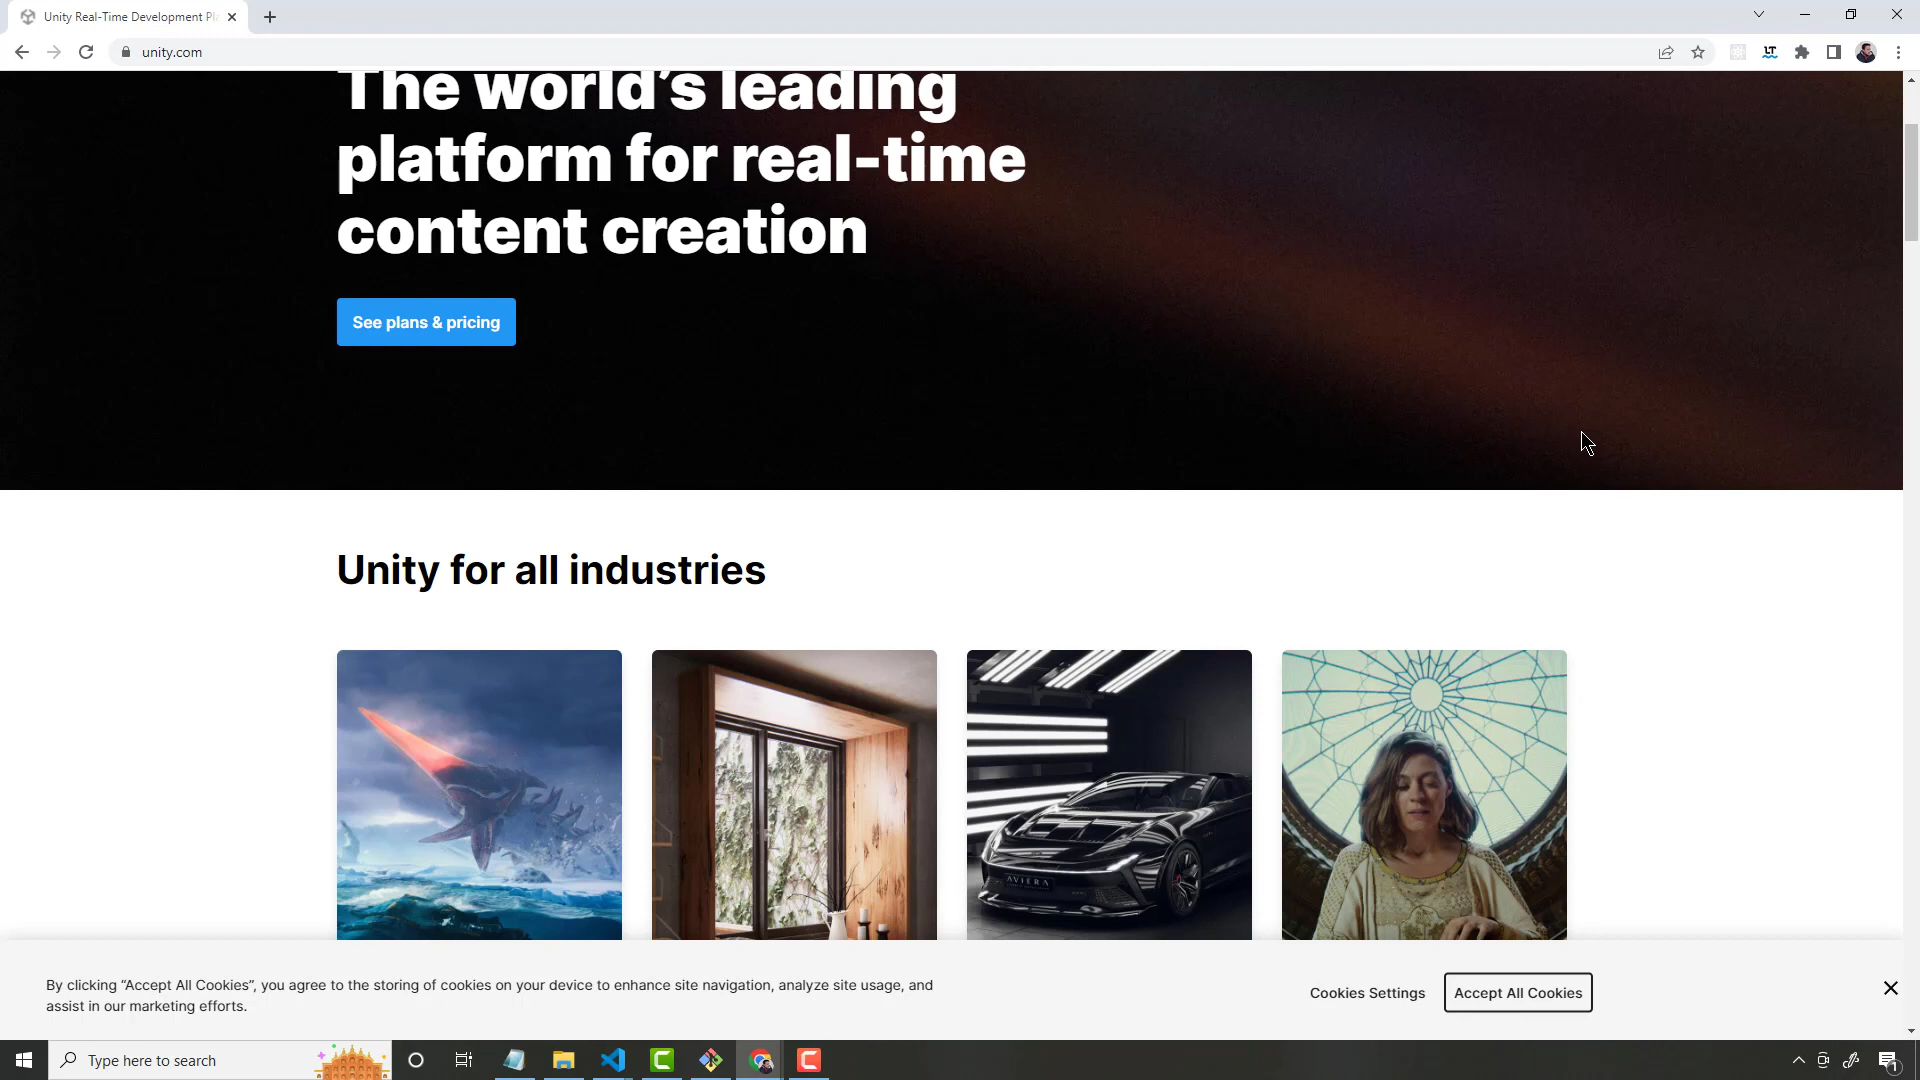 Unity Real-Time Development Pl
unity.com
The world's leading
platform for real-time
content creation
See plans & pricing
Unity for all industries
AVIERA
By clicking “Accept All Cookies”, you agree to the storing of cookies on your device to enhance site navigation, analyze site usage, and
assist in our marketing efforts.
Cookies Settings
Accept All Cookies
Type here to search
LT
1